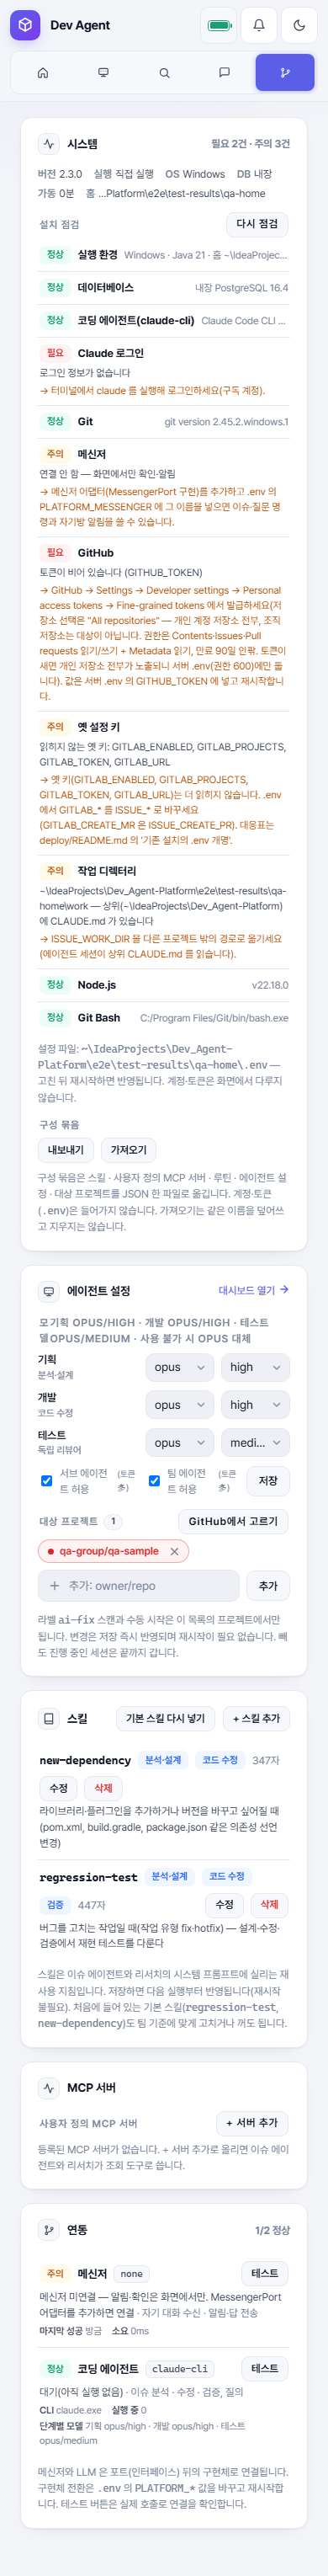 Dev Agent
시스템 필요 2건 · 주의 3건
버전 2.3.0 실행 직접 실행 OS Windows DB 내장
가동 0분 홈 ...Platform\e2e\test-results\qa-home
설치 점검 다시 점검
정상 실행 환경 Windows · Java 21 · 홈 ~\IdeaProjec...
정상 데이터베이스 내장 PostgreSQL 16.4
정상 코딩 에이전트(claude-cli) Claude Code CLI ...
필요 Claude 로그인
로그인 정보가 없습니다
→ 터미널에서 claude 를 실행해 로그인하세요(구독 계정).
정상 Git git version 2.45.2.windows.1
주의 메신저
연결 안 함 — 화면에서만 확인·알림
→ 메신저 어댑터(MessengerPort 구현)를 추가하고 .env 의
PLATFORM_MESSENGER 에 그 이름을 넣으면 이슈·질문 명
령과 자기방 알림을 쓸 수 있습니다.
필요 GitHub
토큰이 비어 있습니다 (GITHUB_TOKEN)
→ GitHub → Settings → Developer settings → Personal
access tokens → Fine-grained tokens 에서 발급하세요(저
장소 선택은 "All repositories" — 개인 계정 저장소 전부, 조직
저장소는 대상이 아닙니다. 권한은 Contents·Issues·Pull
requests 읽기/쓰기 + Metadata 읽기, 만료 90일 안팎. 토큰이
새면 개인 저장소 전부가 노출되니 서버 .env(권한 600)에만 둡
니다). 값은 서버 .env 의 GITHUB_TOKEN 에 넣고 재시작합니
다.
주의 옛 설정 키
읽히지 않는 옛 키: GITLAB_ENABLED, GITLAB_PROJECTS,
GITLAB_TOKEN, GITLAB_URL
→ 옛 키(GITLAB_ENABLED, GITLAB_PROJECTS,
GITLAB_TOKEN, GITLAB_URL)는 더 읽히지 않습니다. .env
에서 GITLAB_* 를 ISSUE_* 로 바꾸세요
(GITLAB_CREATE_MR 은 ISSUE_CREATE_PR). 대응표는
deploy/README.md 의 '기존 설치의 .env 개명'.
주의 작업 디렉터리
~\IdeaProjects\Dev_Agent-Platform\e2e\test-results\qa-
home\work — 상위(~\IdeaProjects\Dev_Agent-Platform)
에 CLAUDE.md 가 있습니다
→ ISSUE_WORK_DIR 을 다른 프로젝트 밖의 경로로 옮기세요
(에이전트 세션이 상위 CLAUDE.md 를 읽습니다).
정상 Node.js v22.18.0
정상 Git Bash C:/Program Files/Git/bin/bash.exe
설정 파일: ~\IdeaProjects\Dev_Agent-
Platform\e2e\test-results\qa-home\.env —
고친 뒤 재시작하면 반영됩니다. 계정·토큰은 화면에서 다루지
않습니다.
구성 묶음
내보내기 가져오기
구성 묶음은 스킬 · 사용자 정의 MCP 서버 · 루틴 · 에이전트 설
정 · 대상 프로젝트를 JSON 한 파일로 옮깁니다. 계정·토큰
(.env)은 들어가지 않습니다. 가져오기는 같은 이름을 덮어쓰
고 지우지는 않습니다.
에이전트 설정 대시보드 열기 →
모 기획 OPUS/HIGH · 개발 OPUS/HIGH · 테스트
델 OPUS/MEDIUM · 사용 불가 시 OPUS 대체
기획 opus high
분석·설계
개발 opus high
코드 수정
테스트 opus medi...
독립 리뷰어
서브 에이전트 허용 (토큰↑) 팀 에이전트 허용 (토큰↑) 저장
대상 프로젝트 1 GitHub에서 고르기
qa-group/qa-sample ×
+ 추가: owner/repo 추가
라벨 ai-fix 스캔과 수동 시작은 이 목록의 프로젝트에서만
됩니다. 변경은 저장 즉시 반영되며 재시작이 필요 없습니다. 빼
도 진행 중인 세션은 끝까지 갑니다.
스킬 기본 스킬 다시 넣기 + 스킬 추가
new-dependency 분석·설계 코드 수정 347자
수정 삭제
라이브러리·플러그인을 추가하거나 버전을 바꾸고 싶어질 때
(pom.xml, build.gradle, package.json 같은 의존성 선언
변경)
regression-test 분석·설계 코드 수정
검증 447자 수정 삭제
버그를 고치는 작업일 때(작업 유형 fix·hotfix) — 설계·수정·
검증에서 재현 테스트를 다룬다
스킬은 이슈 에이전트와 리서치의 시스템 프롬프트에 실리는 재
사용 지침입니다. 저장하면 다음 실행부터 반영됩니다(재시작
불필요). 처음에 들어 있는 기본 스킬(regression-test,
new-dependency)도 팀 기준에 맞게 고치거나 꺼도 됩니다.
MCP 서버
사용자 정의 MCP 서버 + 서버 추가
등록된 MCP 서버가 없습니다. + 서버 추가로 올리면 이슈 에이
전트와 리서치가 조회 도구로 씁니다.
연동 1/2 정상
주의 메신저 none 테스트
메신저 미연결 — 알림·확인은 화면에서만. MessengerPort
어댑터를 추가하면 연결 · 자기 대화 수신 · 알림·답 전송
마지막 성공 방금 소요 0ms
정상 코딩 에이전트 claude-cli 테스트
대기(아직 실행 없음) · 이슈 분석 · 수정 · 검증, 질의
CLI claude.exe 실행 중 0
단계별 모델 기획 opus/high · 개발 opus/high · 테스트
opus/medium
메신저와 LLM 은 포트(인터페이스) 뒤의 구현체로 연결됩니다.
구현체 전환은 .env 의 PLATFORM_* 값을 바꾸고 재시작합니
다. 테스트 버튼은 실제 호출로 연결을 확인합니다.